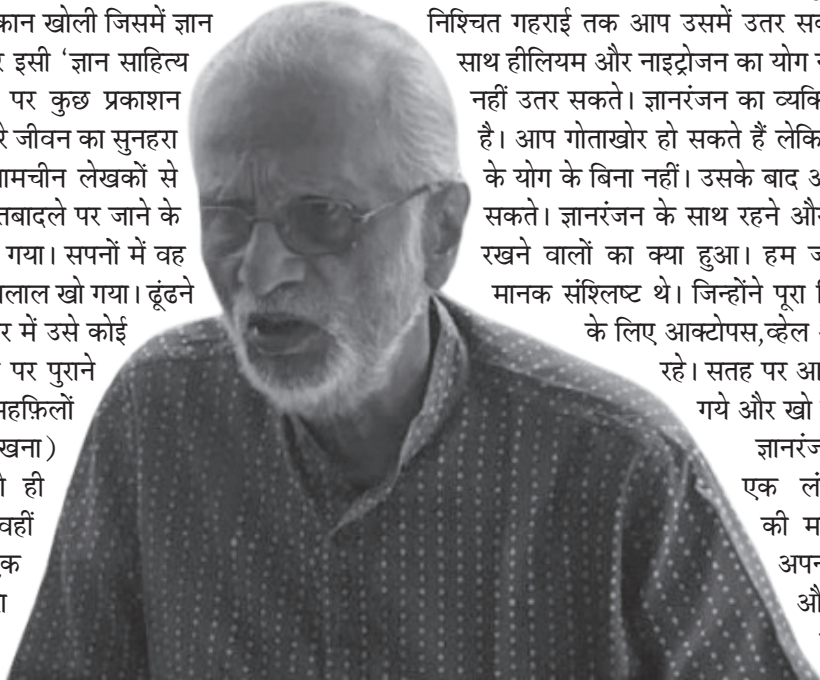 कान खोली जिसमें ज्ञान
इसी ‘ज्ञान साहित्य
पर कुछ प्रकाशन
रे जीवन का सुनहरा
ामचीन लेखकों से
तबादले पर जाने के
गया। सपनों में वह
ालाल खो गया। ढूंढने
र में उसे कोई
पर पुराने
महफ़िलों
खना)
ही
वहीं
निश्चित गहराई तक आप उसमें उतर सक
साथ हीलियम और नाइट्रोजन का योग
नहीं उतर सकते। ज्ञानरंजन का व्यक्ति
है। आप गोताखोर हो सकते हैं लेकि
के योग के बिना नहीं। उसके बाद अ
सकते। ज्ञानरंजन के साथ रहने और
रखने वालों का क्या हुआ। हम ज
मानक संश्लिष्ट थे। जिन्होंने पूरा
के लिए आक्टोपस,व्हेल
रहे। सतह पर आ
गये और खो
ज्ञानरंज
एक लं
की म
अपन
औ